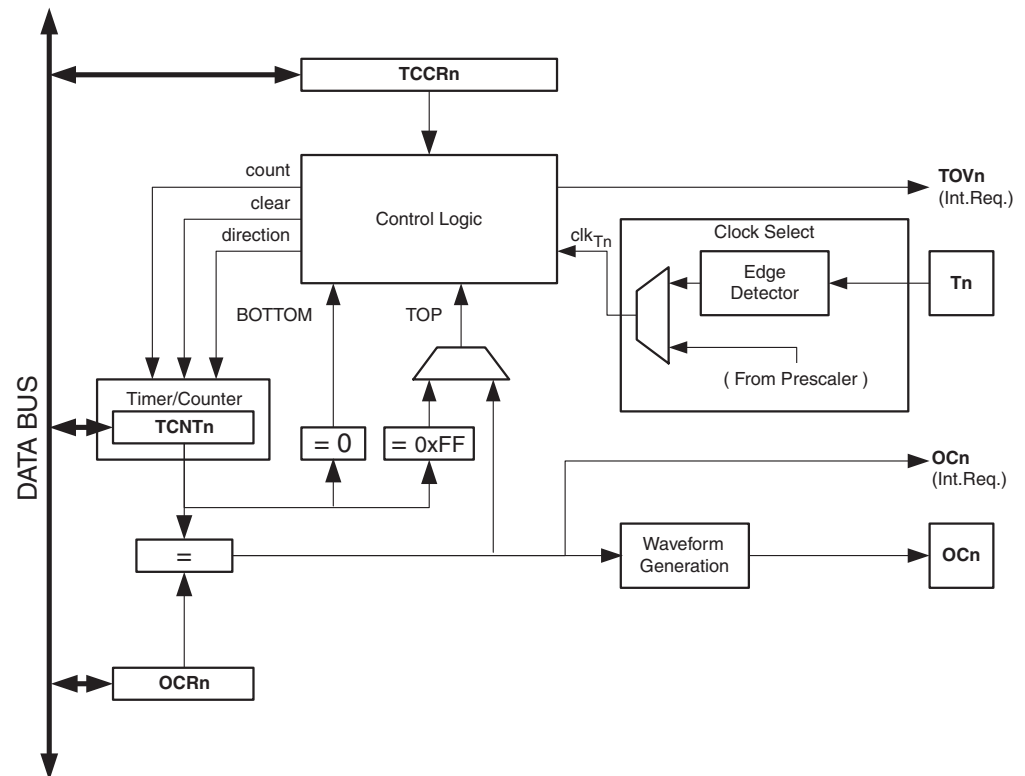 TCCRn
count
clear
direction
Control Logic
TOVn
(Int.Req.)
clkTn
Clock Select
Edge
Detector
Tn
( From Prescaler )
BOTTOM
TOP
DATA BUS
Timer/Counter
TCNTn
= 0
= 0xFF
OCn
(Int.Req.)
=
Waveform
Generation
OCn
OCRn